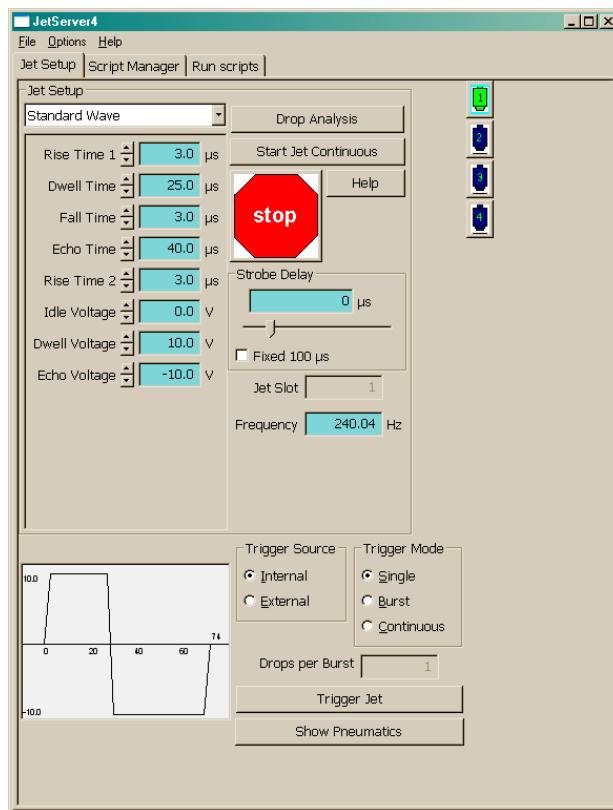 JetServer4
File Options Help
Jet Setup Script Manager Run scripts
Jet Setup
Standard Wave
Drop Analysis
Start Jet Continuous
Help
stop
Rise Time 1 3.0 µs
Dwell Time 25.0 µs
Fall Time 3.0 µs
Echo Time 40.0 µs
Rise Time 2 3.0 µs
Idle Voltage 0.0 V
Dwell Voltage 10.0 V
Echo Voltage -10.0 V
Strobe Delay
0 µs
Fixed 100 µs
Jet Slot 1
Frequency 240.04 Hz
1
2
3
4
Trigger Source
Internal
External
Trigger Mode
Single
Burst
Continuous
Drops per Burst 1
Trigger Jet
Show Pneumatics
10.0
74
0 20 40 60
-10.0